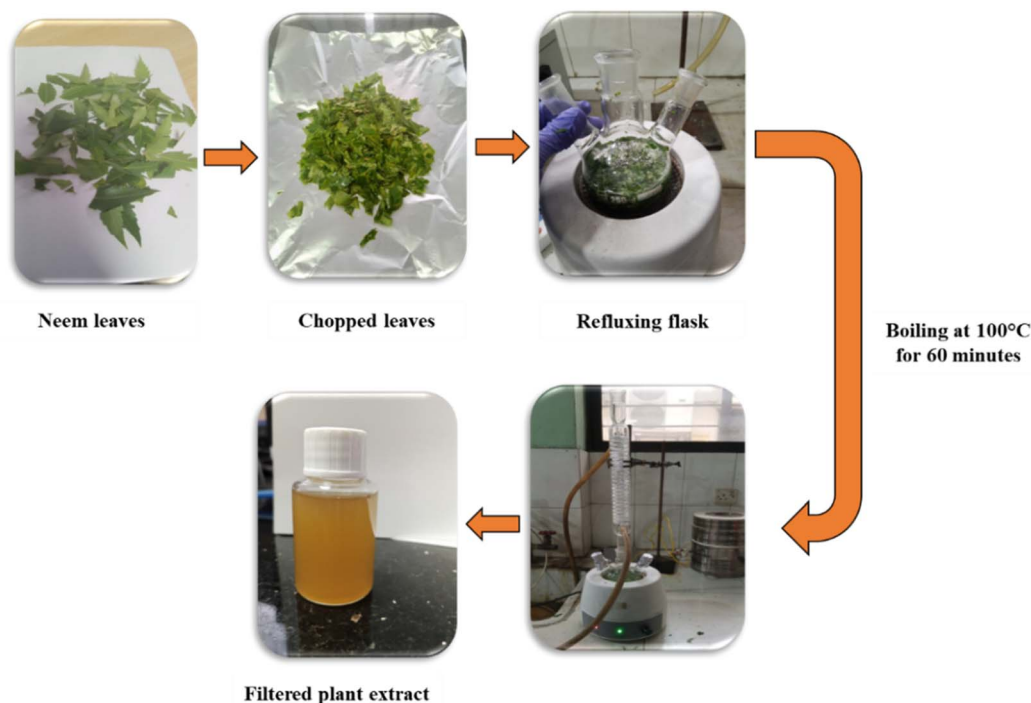 Neem leaves
Chopped leaves
Refluxing flask
Boiling at 100°C
for 60 minutes
Filtered plant extract